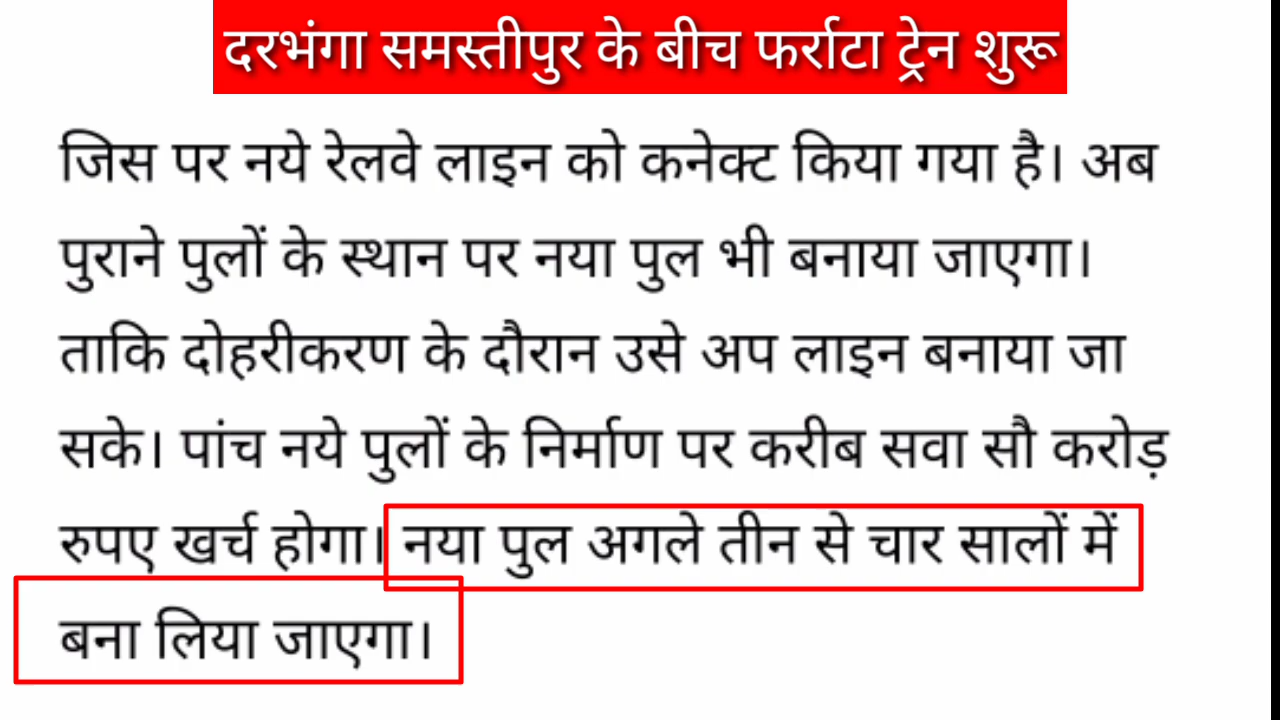 दरभंगा समस्तीपुर के बीच फर्राटा ट्रेन शुरू
जिस पर नये रेलवे लाइन को कनेक्ट किया गया है। अब
पुराने पुलों के स्थान पर नया पुल भी बनाया जाएगा।
ताकि दोहरीकरण के दौरान उसे अप लाइन बनाया जा
सके। पांच नये पुलों के निर्माण पर करीब सवा सौ करोड़
रुपए खर्च होगा। नया पुल अगले तीन से चार सालों में
बना लिया जाएगा।